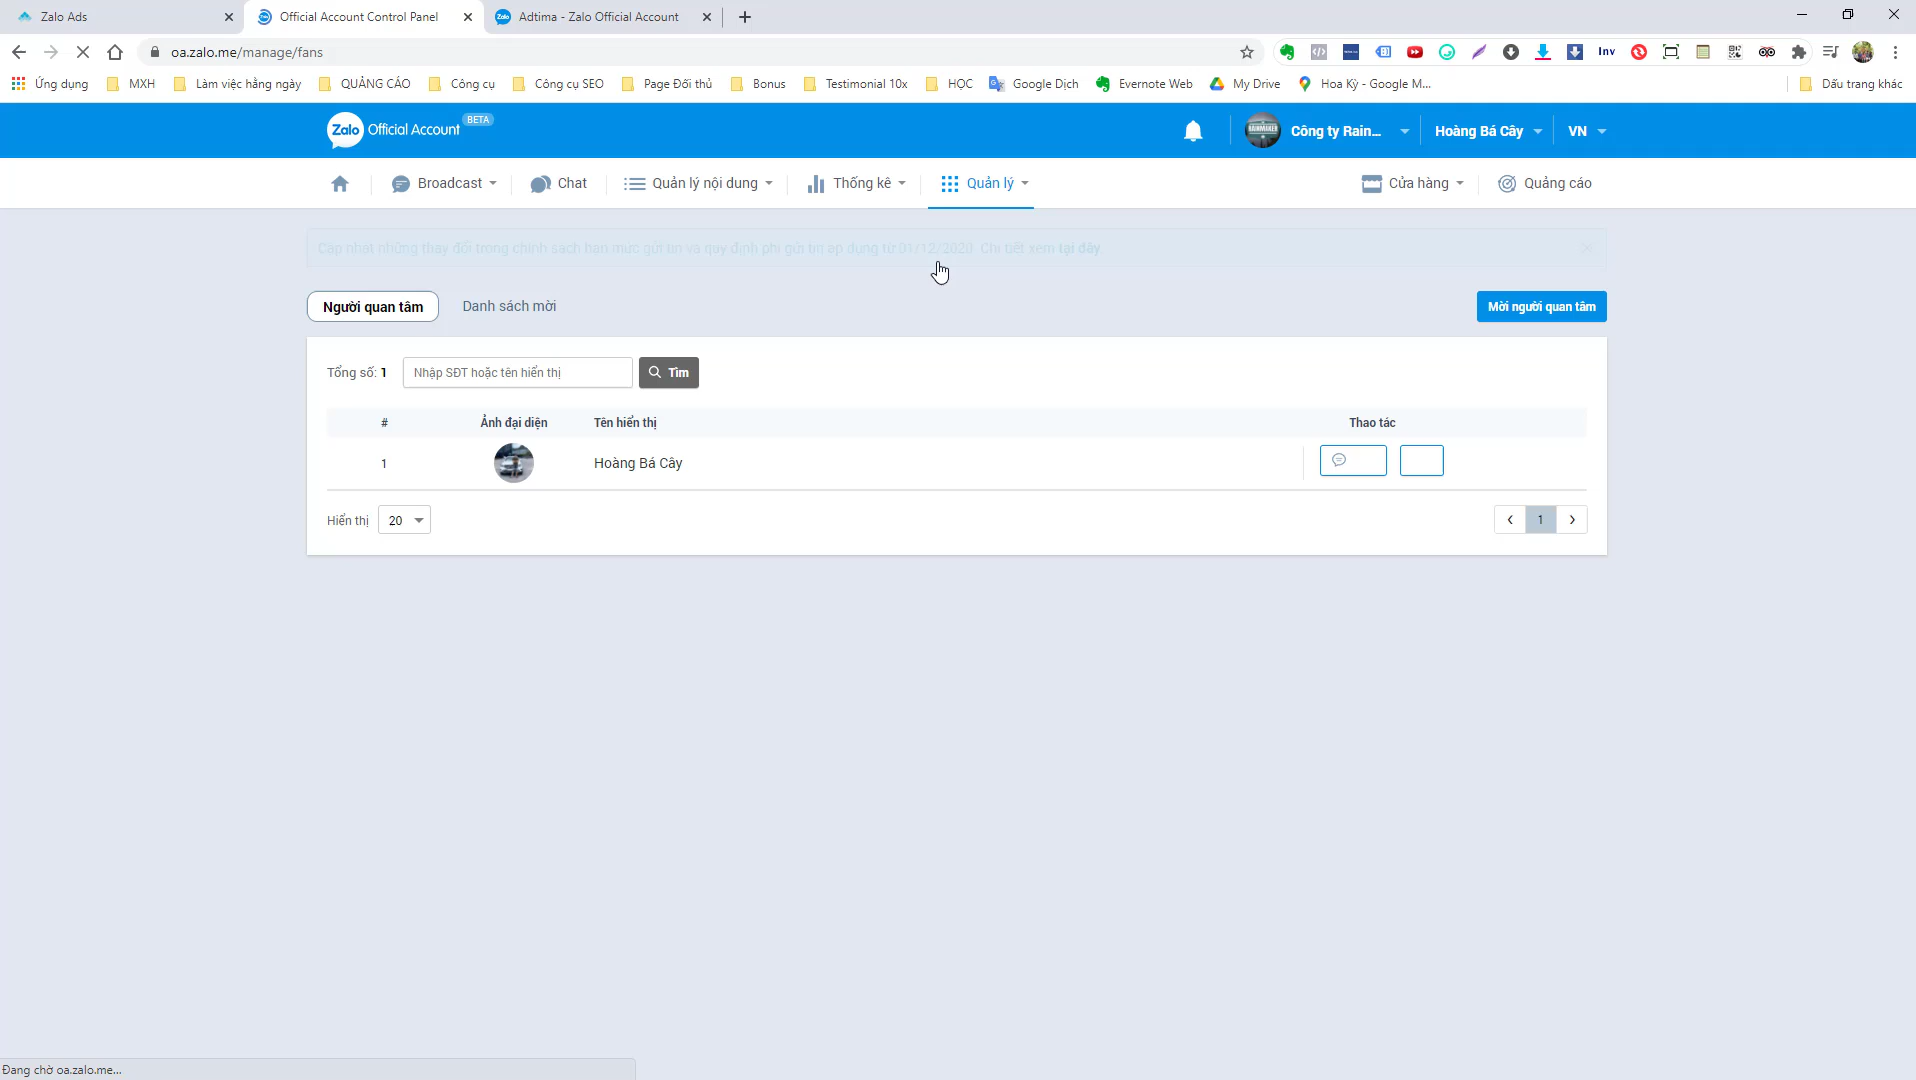 Zalo Ads
Official Account Control Panel
Adtima - Zalo Official Account
oa.zalo.me/manage/fans
Inv
Ứng dụng
MXH
Làm việc hằng ngày
QUẢNG CÁO
Công cụ
Công cụ SEO
Page Đối thủ
Bonus
Testimonial 10x
HỌC
Google Dịch
Evernote Web
My Drive
Hoa Kỳ - Google M...
Dấu trang khác
Zalo Official Account BETA
Công ty Rain...
Hoàng Bá Cây
VN
Broadcast
Chat
Quản lý nội dung
Thống kê
Quản lý
Cửa hàng
Quảng cáo
Cập nhật những thay đổi trong chính sách hạn mức gửi tin và quy định phí gửi tin áp dụng từ 01/12/2020. Chi tiết xem tại đây.
Người quan tâm
Danh sách mời
Mời người quan tâm
Tổng số: 1
Nhập SĐT hoặc tên hiển thị
Tìm
#
Ảnh đại diện
Tên hiển thị
Thao tác
1
Hoàng Bá Cây
Hiển thị
20
1
Đang chờ oa.zalo.me...